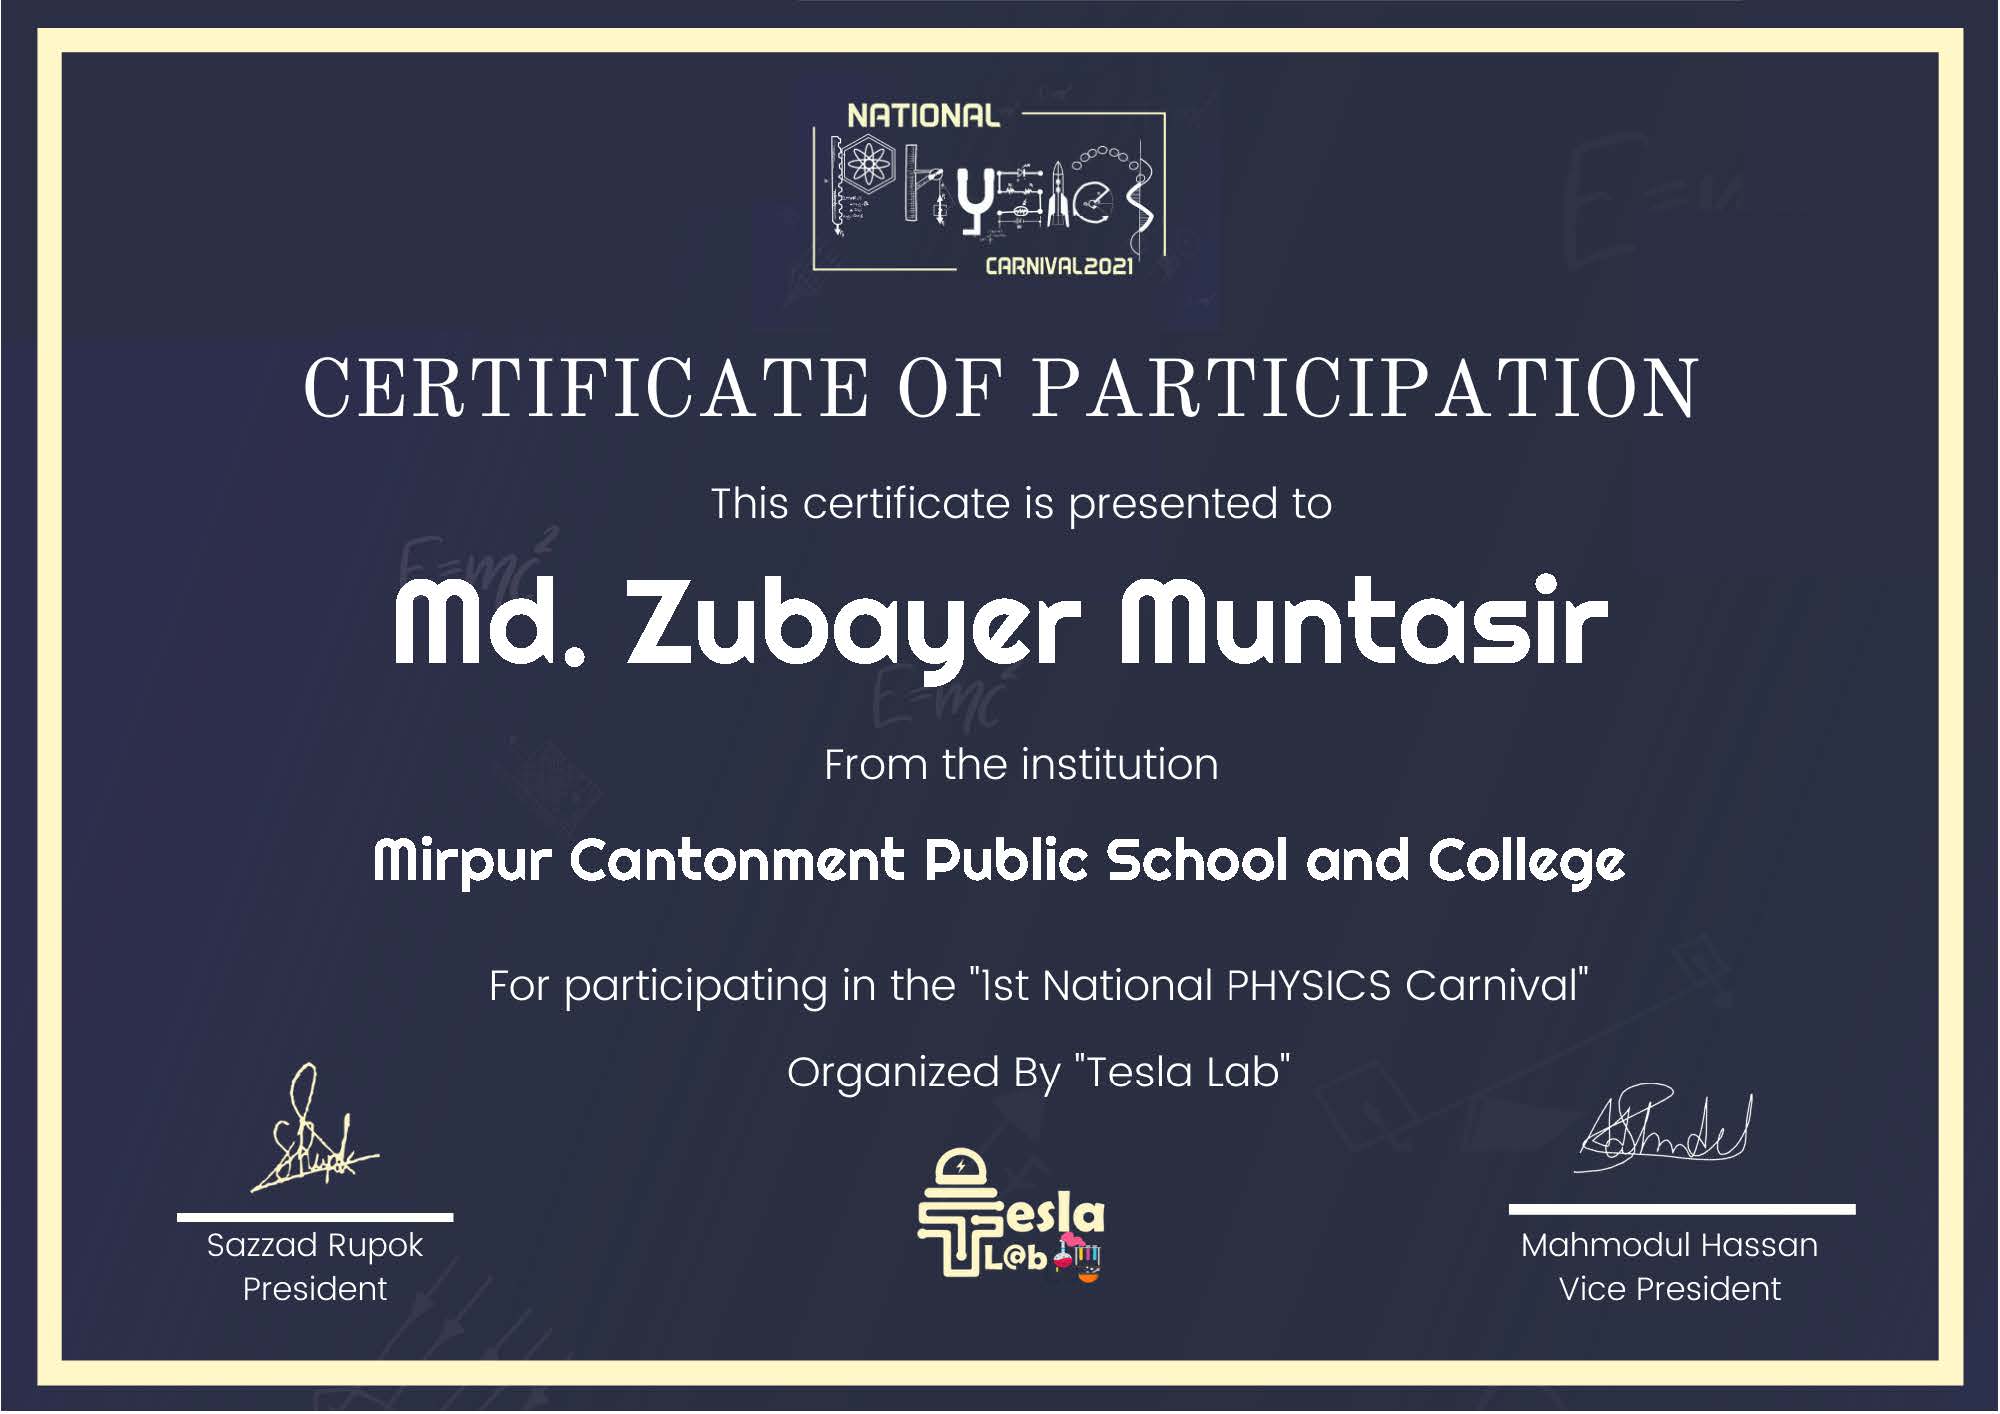 NATIONAL
Physics
CARNIVAL2021
E=m
CERTIFICATE OF PARTICIPATION
This certificate is presented to
E=mc²
Md. Zubayer Muntasir
E=mc²
From the institution
Mirpur Cantonment Public School and College
For participating in the "1st National PHYSICS Carnival"
Organized By "Tesla Lab"
Tesla
L@b
Sazzad Rupok
President
Mahmodul Hassan
Vice President